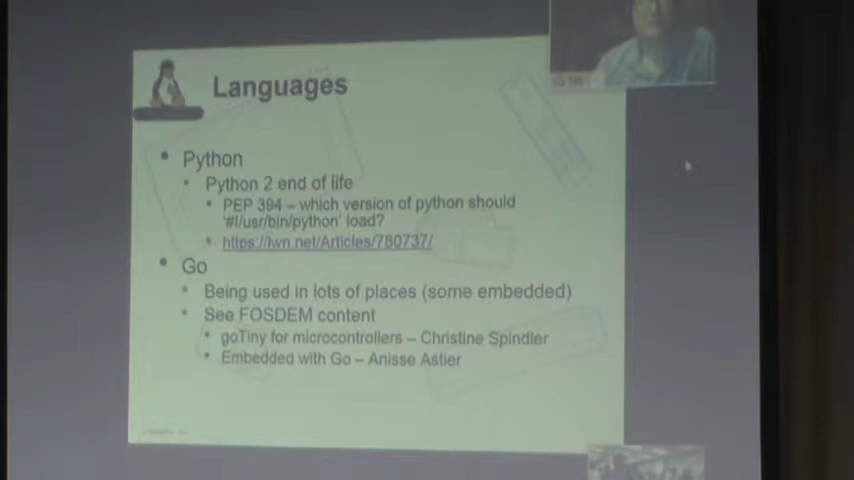 Languages
Python
Python 2 end of life
PEP 394 – which version of python should
'#!/usr/bin/python' load?
https://lwn.net/Articles/780737/
Go
Being used in lots of places (some embedded)
See FOSDEM content
goTiny for microcontrollers – Christine Spindler
Embedded with Go – Anisse Astier